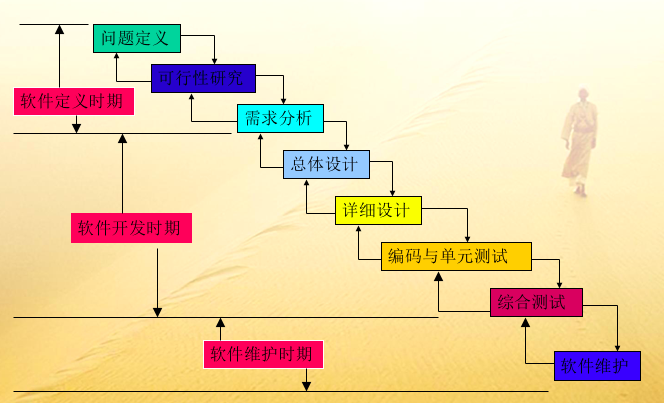 问题定义
可行性研究
软件定义时期
需求分析
总体设计
详细设计
软件开发时期
编码与单元测试
综合测试
软件维护时期
软件维护